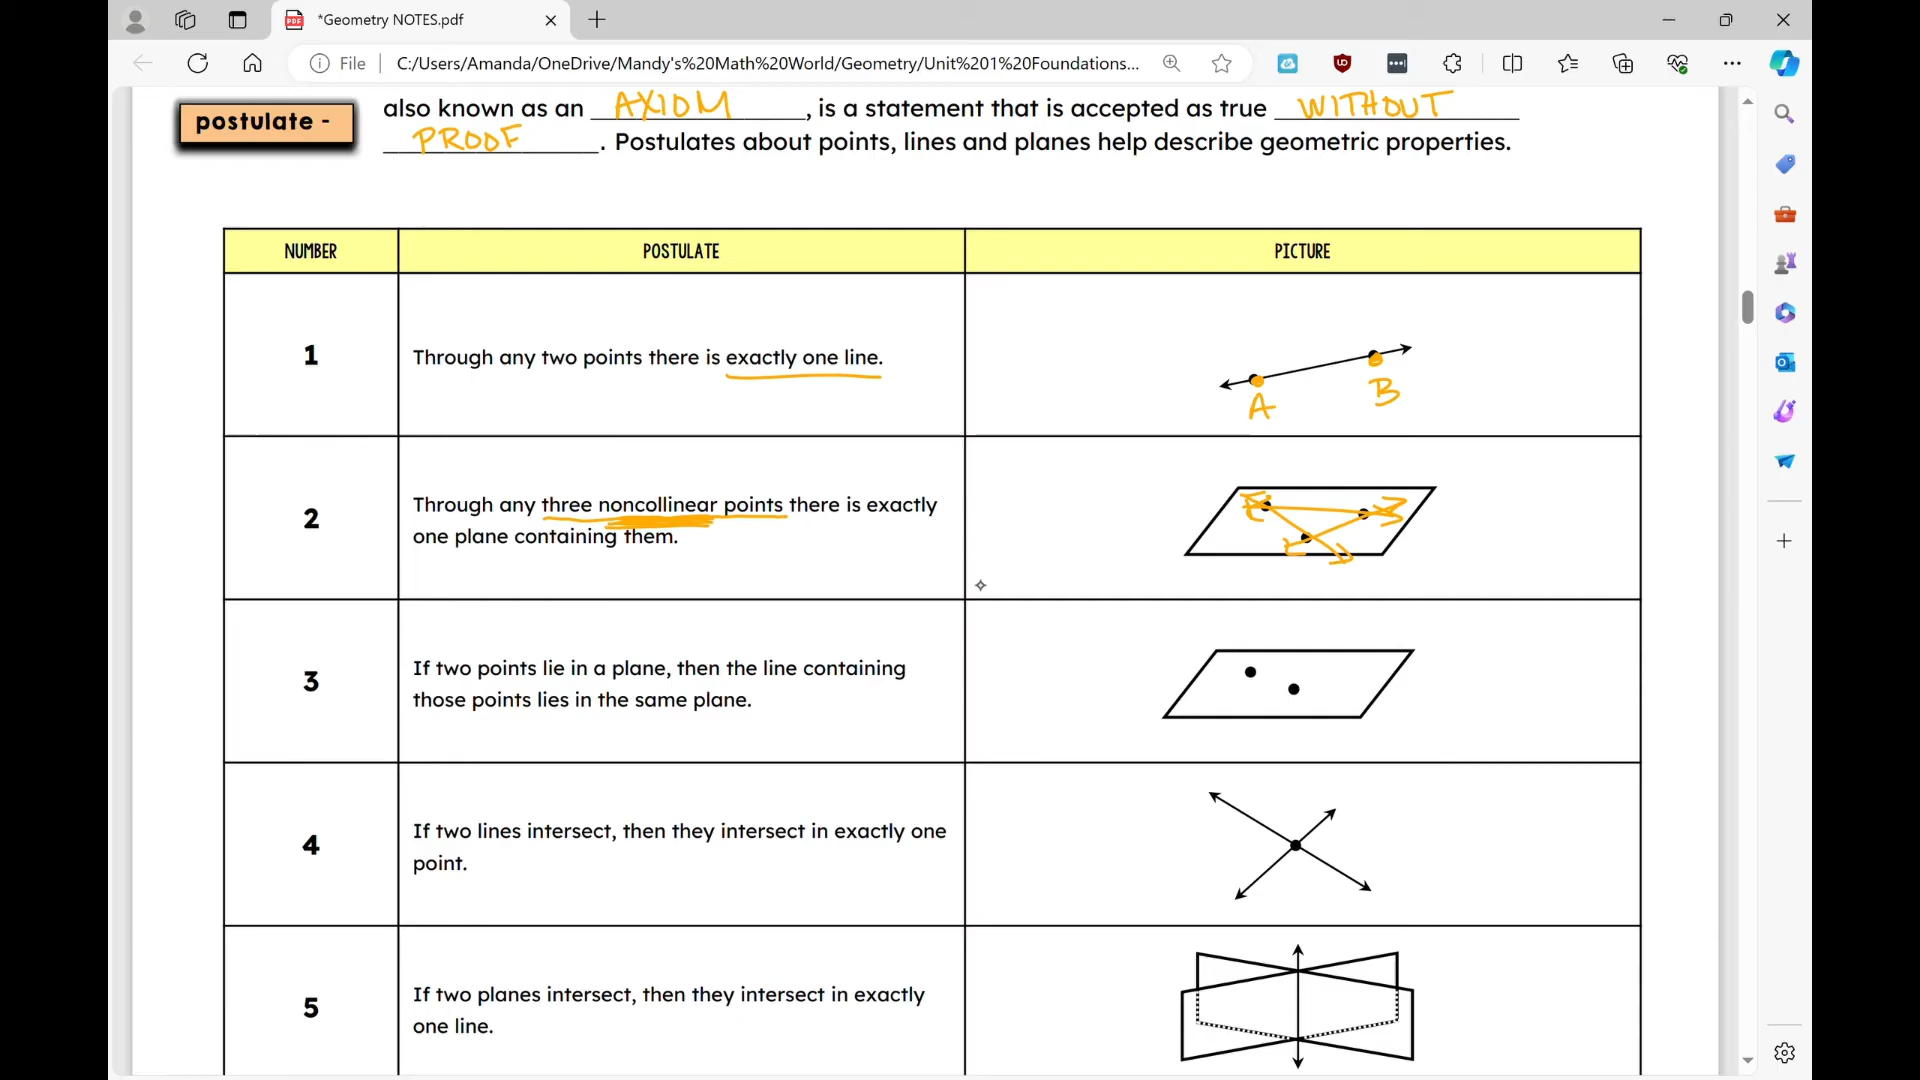 *Geometry NOTES.pdf
File
C:/Users/Amanda/OneDrive/Mandy's%20Math%20World/Geometry/Unit%201%20Foundations...
postulate -
also known as an AXIOM, is a statement that is accepted as true WITHOUT
PROOF. Postulates about points, lines and planes help describe geometric properties.
NUMBER POSTULATE PICTURE
1
Through any two points there is exactly one line.
A B
2
Through any three noncollinear points there is exactly
one plane containing them.
3
If two points lie in a plane, then the line containing
those points lies in the same plane.
4
If two lines intersect, then they intersect in exactly one
point.
5
If two planes intersect, then they intersect in exactly
one line.